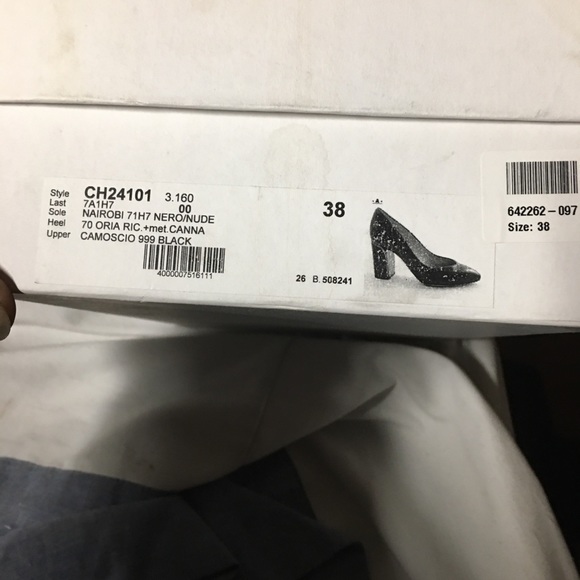 Style CH24101 3.160
Last 7A1H7 00
Sole NAIROBI 71H7 NERO/NUDE
Heel 70 ORIA RIC.+met.CANNA
Upper CAMOSCIO 999 BLACK
4000007516111
38
26 B. 508241
642262-097
Size: 38